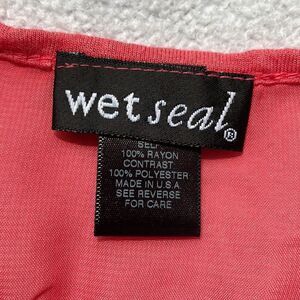 wet seal®
SELF
100% RAYON
CONTRAST
100% POLYESTER
MADE IN U.S.A
SEE REVERSE
FOR CARE